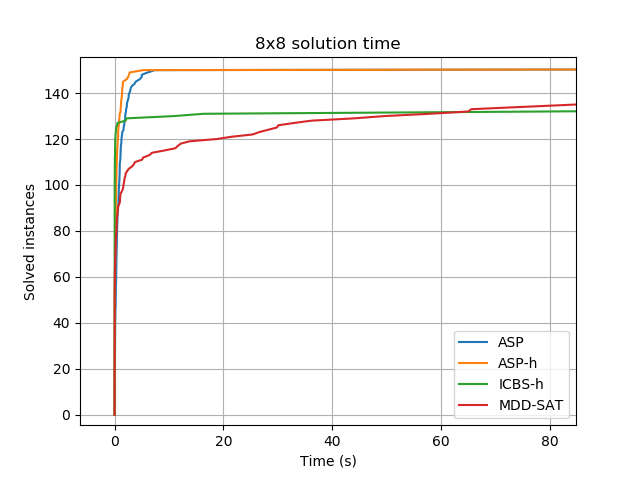 8x8 solution time
Solved instances
140
120
100
80
60
40
20
0
0 20 40 60 80
Time (s)
ASP
ASP-h
ICBS-h
MDD-SAT